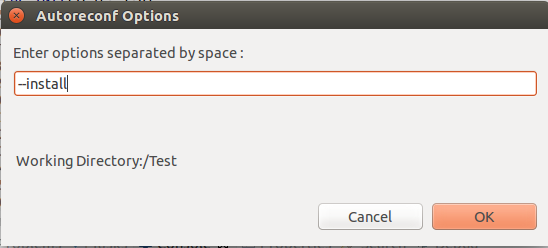 Autoreconf Options
Enter options separated by space :
--install
Working Directory:/Test
Cancel
OK